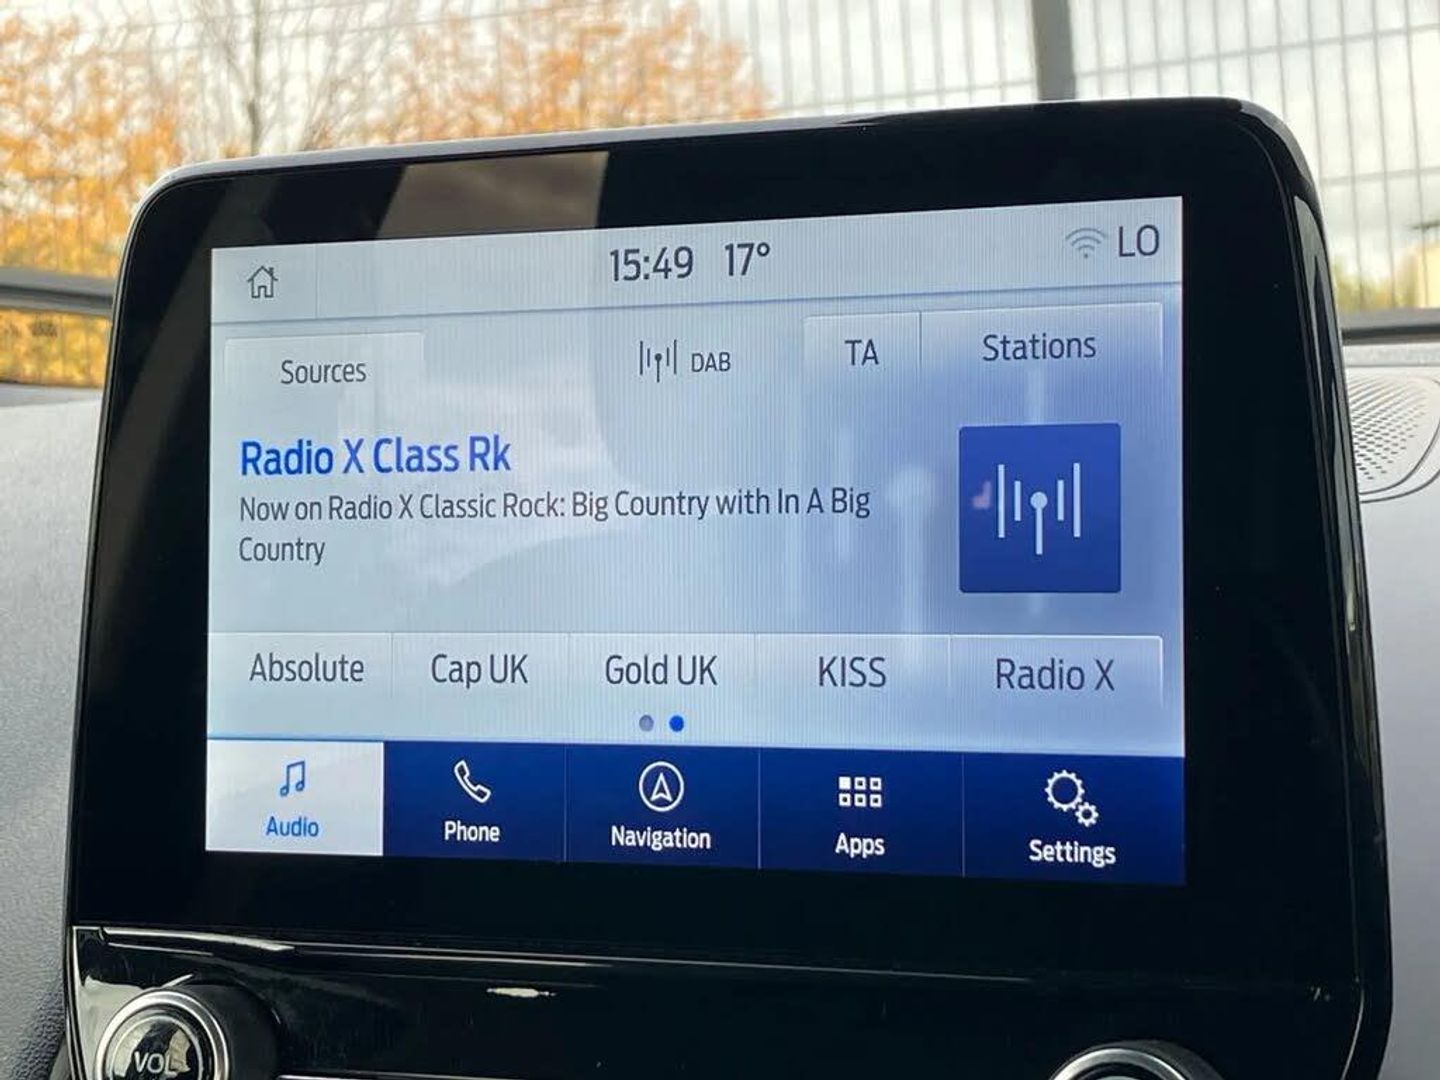 15:49 17°
LO
Sources
DAB
TA
Stations
Radio X Class Rk
Now on Radio X Classic Rock: Big Country with In A Big
Country
Absolute
Cap UK
Gold UK
KISS
Radio X
Audio
Phone
Navigation
Apps
Settings
VOL